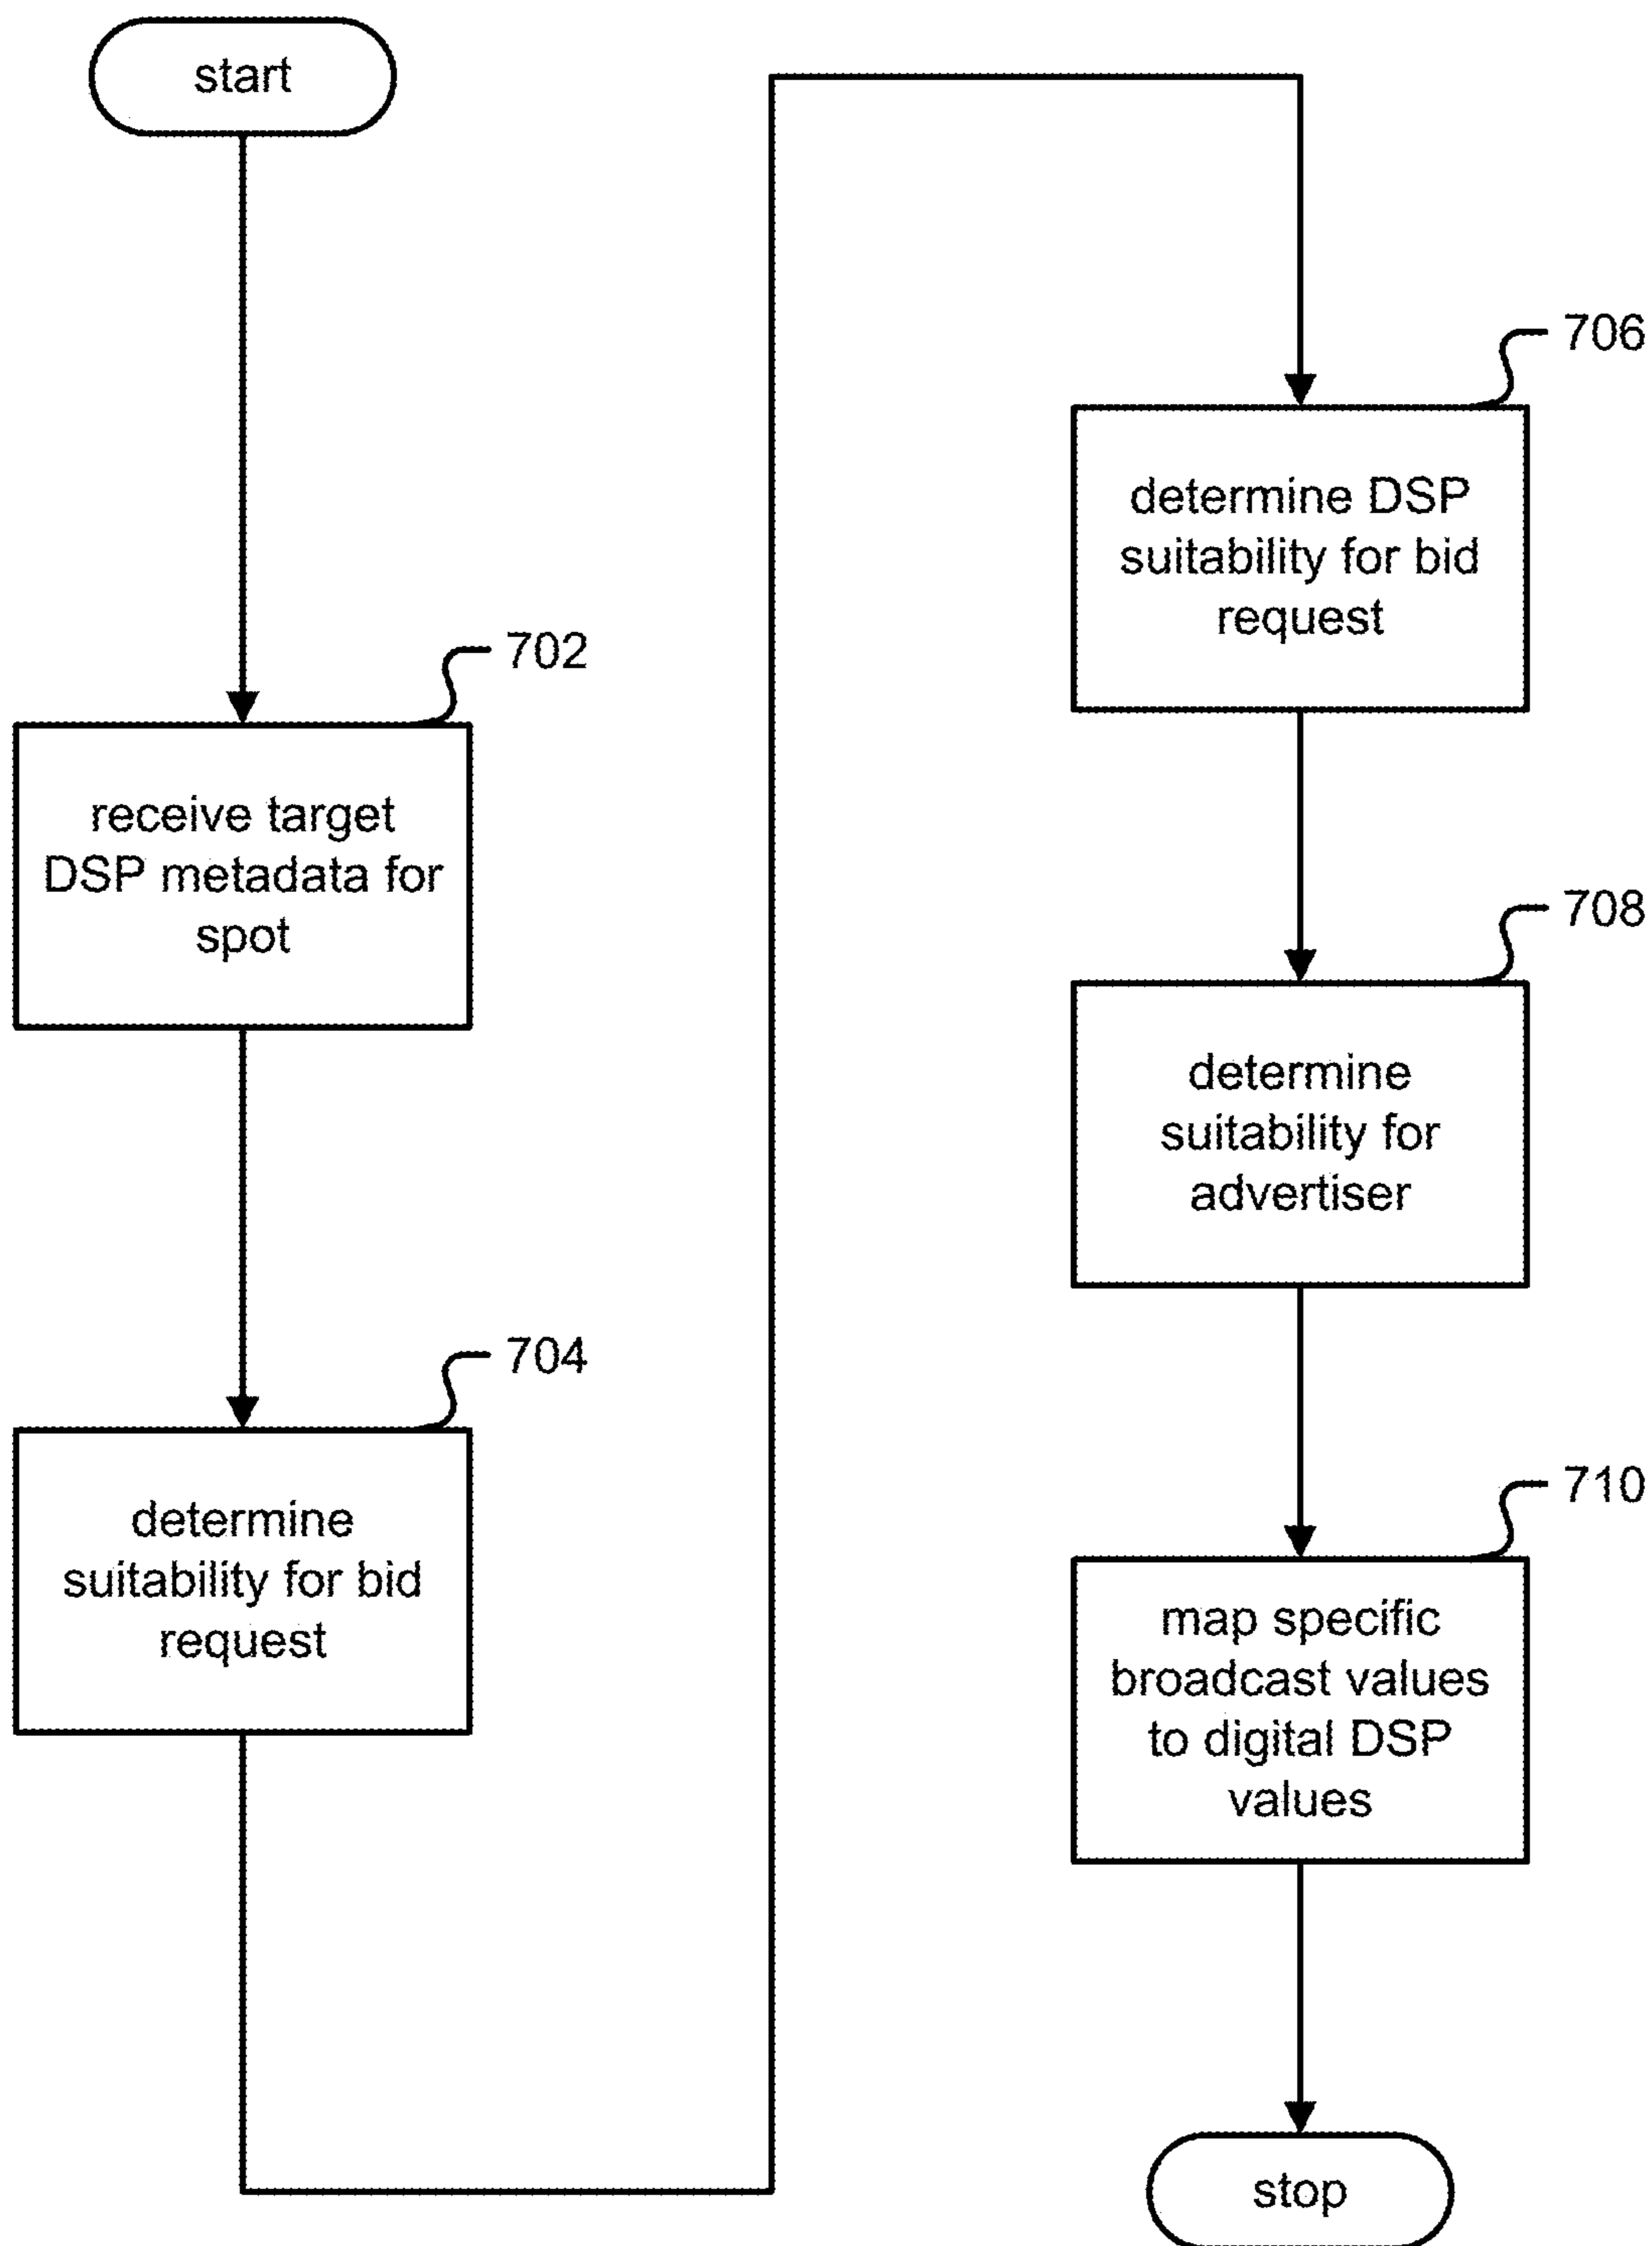 start
702
receive target
DSP metadata for
spot
704
determine
suitability for bid
request
706
determine DSP
suitability for bid
request
708
determine
suitability for
advertiser
710
map specific
broadcast values
to digital DSP
values
stop